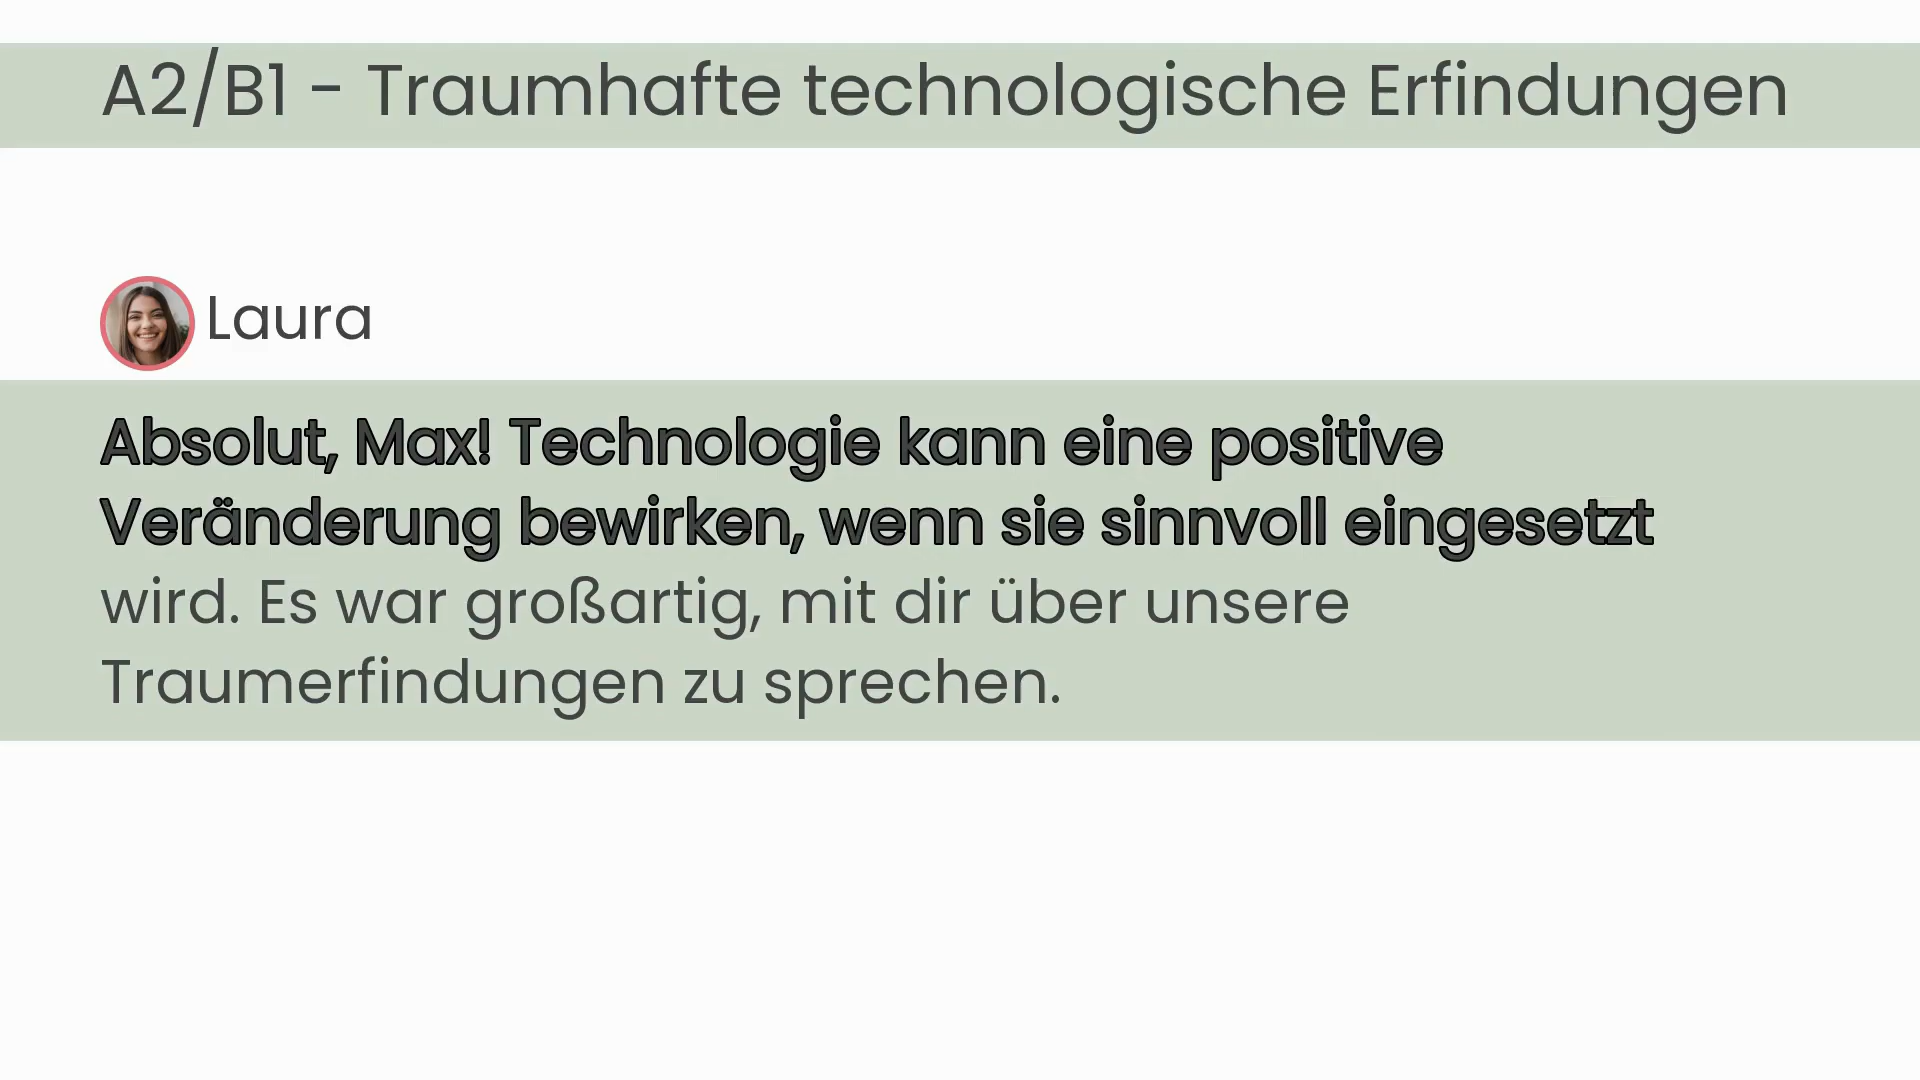 A2/B1 - Traumhafte technologische Erfindungen
Laura
Absolut, Max! Technologie kann eine positive
Veränderung bewirken, wenn sie sinnvoll eingesetzt
wird. Es war großartig, mit dir über unsere
Traumerfindungen zu sprechen.